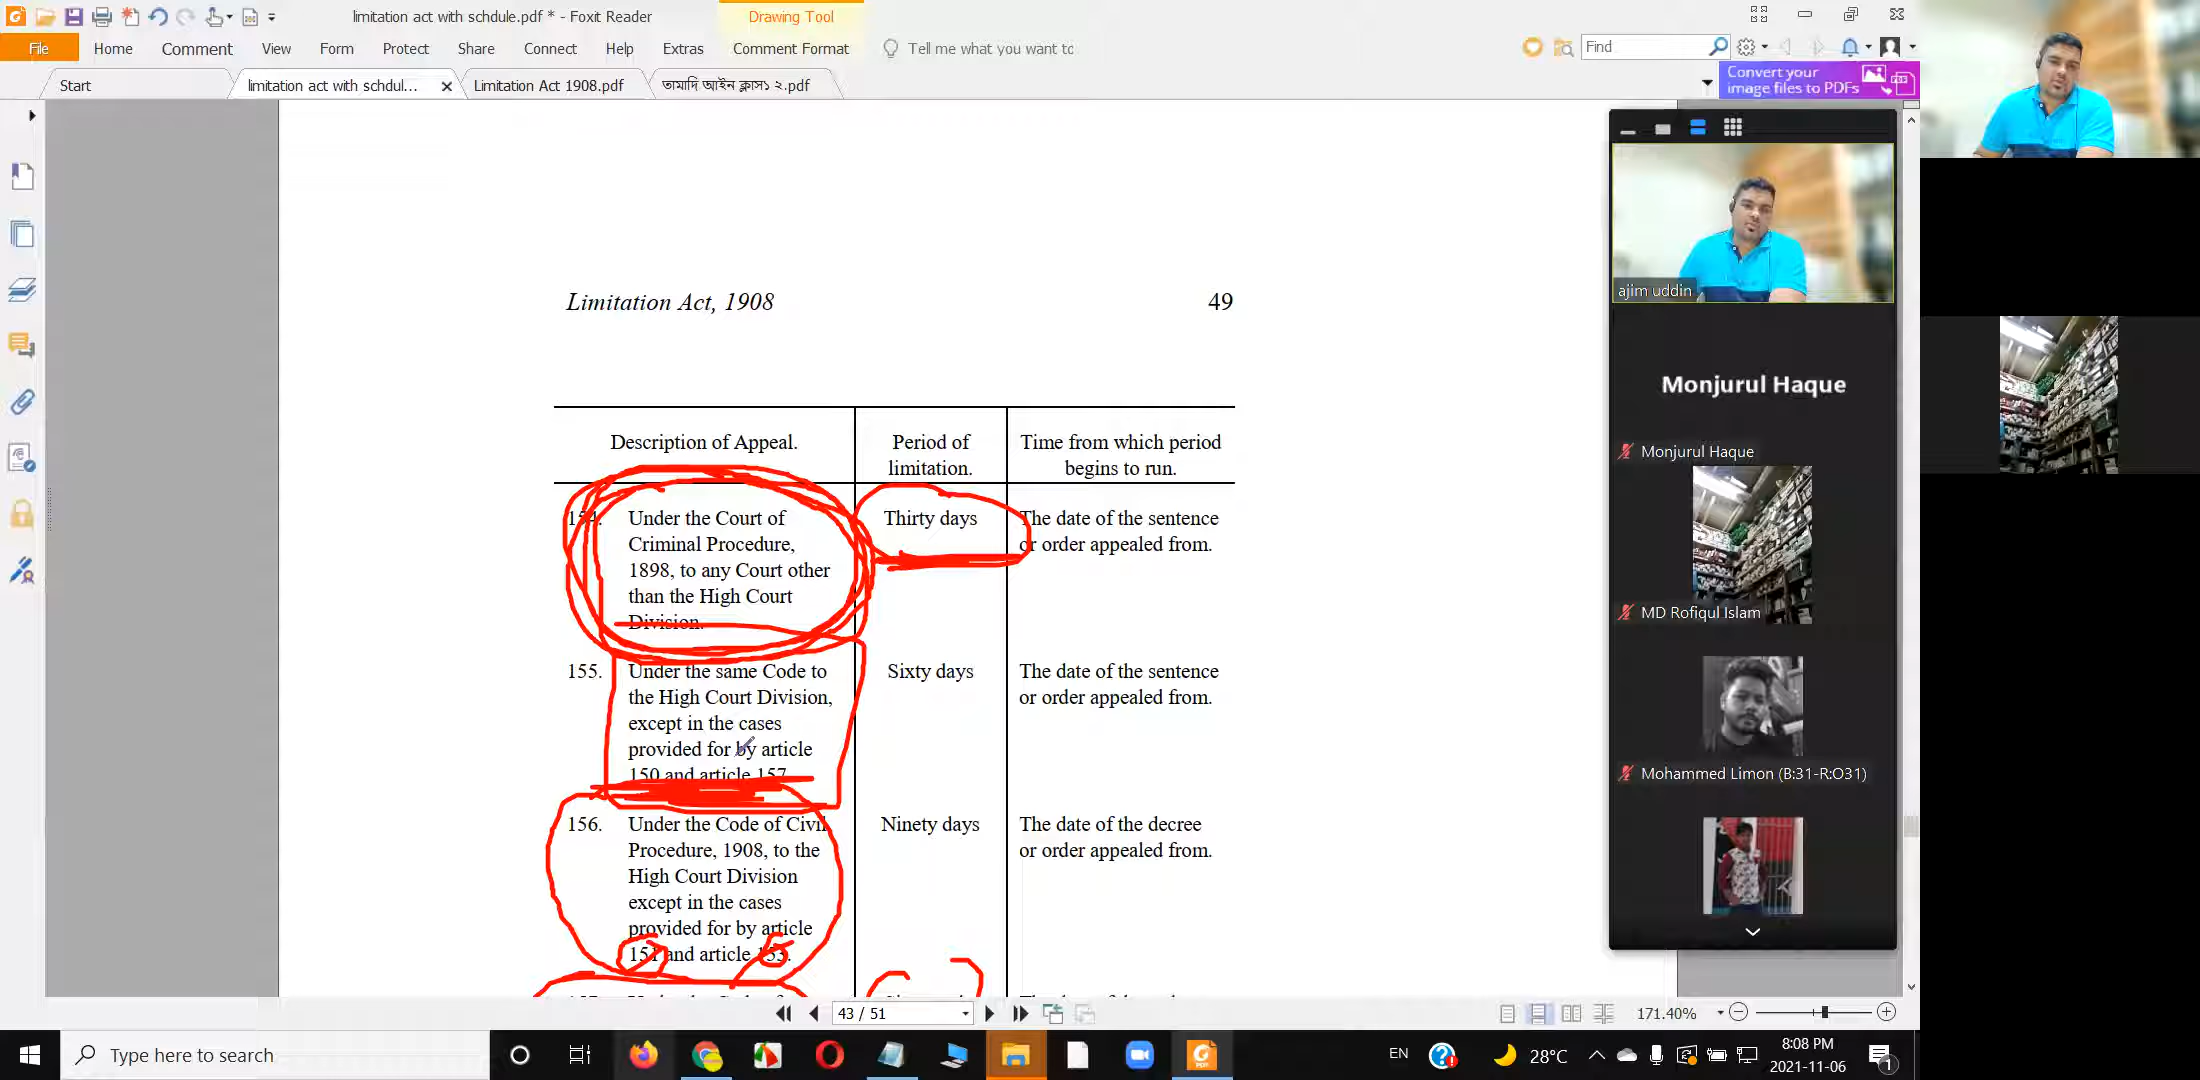 limitation act with schdule.pdf * - Foxit Reader
Drawing Tool
File Home Comment View Form Protect Share Connect Help Extras Comment Format Tell me what you want to Find
Start limitation act with schdul... Limitation Act 1908.pdf তামাদি আইন ক্লাস১ ২.pdf
Convert your
image files to PDFs
Limitation Act, 1908 49
Description of Appeal. Period of limitation. Time from which period begins to run.
154. Under the Court of Thirty days The date of the sentence
Criminal Procedure, or order appealed from.
1898, to any Court other
than the High Court
Division.
155. Under the same Code to Sixty days The date of the sentence
the High Court Division, or order appealed from.
except in the cases
provided for by article
150 and article 157
156. Under the Code of Civil Ninety days The date of the decree
Procedure, 1908, to the or order appealed from.
High Court Division
except in the cases
provided for by article
151 and article 153.
ajim uddin
Monjurul Haque
Monjurul Haque
MD Rofiqul Islam
Mohammed Limon (B:31-R:O31)
43 / 51
171.40%
Type here to search
EN
28°C
8:08 PM
2021-11-06
1